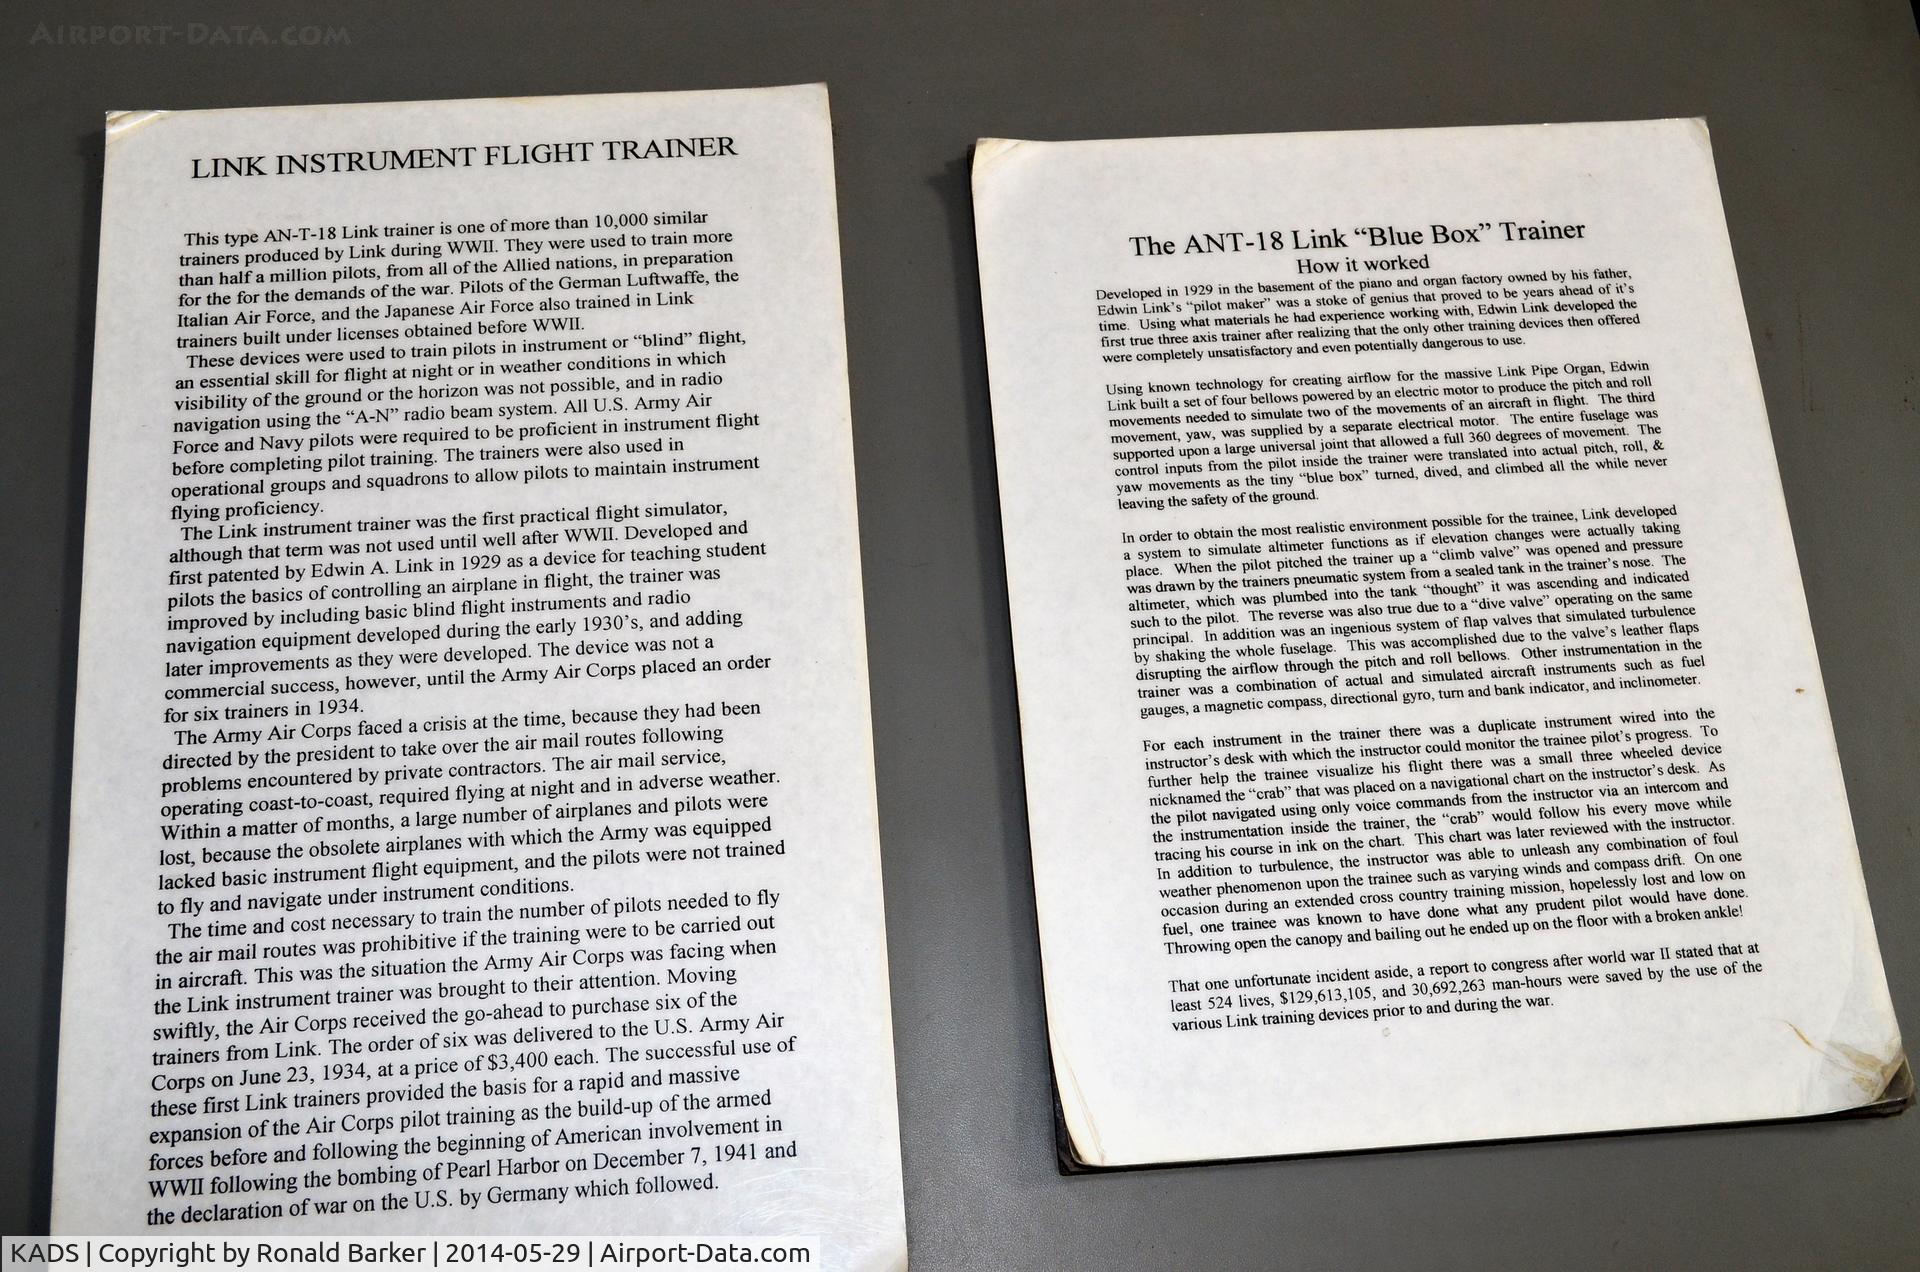 AIRPORT-DATA.COM
LINK INSTRUMENT FLIGHT TRAINER
This type AN-T-18 Link trainer is one of more than 10,000 similar
trainers produced by Link during WWII. They were used to train more
than half a million pilots, from all of the Allied nations, in preparation
for the for the demands of the war. Pilots of the German Luftwaffe, the
Italian Air Force, and the Japanese Air Force also trained in Link
trainers built under licenses obtained before WWII.
These devices were used to train pilots in instrument or “blind” flight,
an essential skill for flight at night or in weather conditions in which
visibility of the ground or the horizon was not possible, and in radio
navigation using the “A-N” radio beam system. All U.S. Army Air
Force and Navy pilots were required to be proficient in instrument flight
before completing pilot training. The trainers were also used in
operational groups and squadrons to allow pilots to maintain instrument
flying proficiency.
The Link instrument trainer was the first practical flight simulator,
although that term was not used until well after WWII. Developed and
first patented by Edwin A. Link in 1929 as a device for teaching student
pilots the basics of controlling an airplane in flight, the trainer was
improved by including basic blind flight instruments and radio
navigation equipment developed during the early 1930’s, and adding
later improvements as they were developed. The device was not a
commercial success, however, until the Army Air Corps placed an order
for six trainers in 1934.
The Army Air Corps faced a crisis at the time, because they had been
directed by the president to take over the air mail routes following
problems encountered by private contractors. The air mail service,
operating coast-to-coast, required flying at night and in adverse weather.
Within a matter of months, a large number of airplanes and pilots were
lost, because the obsolete airplanes with which the Army was equipped
lacked basic instrument flight equipment, and the pilots were not trained
to fly and navigate under instrument conditions.
The time and cost necessary to train the number of pilots needed to fly
the air mail routes was prohibitive if the training were to be carried out
in aircraft. This was the situation the Army Air Corps was facing when
the Link instrument trainer was brought to their attention. Moving
swiftly, the Air Corps received the go-ahead to purchase six of the
trainers from Link. The order of six was delivered to the U.S. Army Air
Corps on June 23, 1934, at a price of $3,400 each. The successful use of
these first Link trainers provided the basis for a rapid and massive
expansion of the Air Corps pilot training as the build-up of the armed
forces before and following the beginning of American involvement in
WWII following the bombing of Pearl Harbor on December 7, 1941 and
the declaration of war on the U.S. by Germany which followed.
The ANT-18 Link “Blue Box” Trainer
How it worked
Developed in 1929 in the basement of the piano and organ factory owned by his father,
Edwin Link’s “pilot maker” was a stoke of genius that proved to be years ahead of it’s
time. Using what materials he had experience working with, Edwin Link developed the
first true three axis trainer after realizing that the only other training devices then offered
were completely unsatisfactory and even potentially dangerous to use.
Using known technology for creating airflow for the massive Link Pipe Organ, Edwin
Link built a set of four bellows powered by an electric motor to produce the pitch and roll
movements needed to simulate two of the movements of an aircraft in flight. The third
movement, yaw, was supplied by a separate electrical motor. The entire fuselage was
supported upon a large universal joint that allowed a full 360 degrees of movement. The
control inputs from the pilot inside the trainer were translated into actual pitch, roll, &
yaw movements as the tiny “blue box” turned, dived, and climbed all the while never
leaving the safety of the ground.
In order to obtain the most realistic environment possible for the trainee, Link developed
a system to simulate altimeter functions as if elevation changes were actually taking
place. When the pilot pitched the trainer up a “climb valve” was opened and pressure
was drawn by the trainers pneumatic system from a sealed tank in the trainer’s nose. The
altimeter, which was plumbed into the tank “thought” it was ascending and indicated
such to the pilot. The reverse was also true due to a “dive valve” operating on the same
principal. In addition was an ingenious system of flap valves that simulated turbulence
by shaking the whole fuselage. This was accomplished due to the valve’s leather flaps
disrupting the airflow through the pitch and roll bellows. Other instrumentation in the
trainer was a combination of actual and simulated aircraft instruments such as fuel
gauges, a magnetic compass, directional gyro, turn and bank indicator, and inclinometer.
For each instrument in the trainer there was a duplicate instrument wired into the
instructor’s desk with which the instructor could monitor the trainee pilot’s progress. To
further help the trainee visualize his flight there was a small three wheeled device
nicknamed the “crab” that was placed on a navigational chart on the instructor’s desk. As
the pilot navigated using only voice commands from the instructor via an intercom and
the instrumentation inside the trainer, the “crab” would follow his every move while
tracing his course in ink on the chart. This chart was later reviewed with the instructor.
In addition to turbulence, the instructor was able to unleash any combination of foul
weather phenomenon upon the trainee such as varying winds and compass drift. On one
occasion during an extended cross country training mission, hopelessly lost and low on
fuel, one trainee was known to have done what any prudent pilot would have done.
Throwing open the canopy and bailing out he ended up on the floor with a broken ankle!
That one unfortunate incident aside, a report to congress after world war II stated that at
least 524 lives, $129,613,105, and 30,692,263 man-hours were saved by the use of the
various Link training devices prior to and during the war.
KADS | Copyright by Ronald Barker | 2014-05-29 | Airport-Data.com